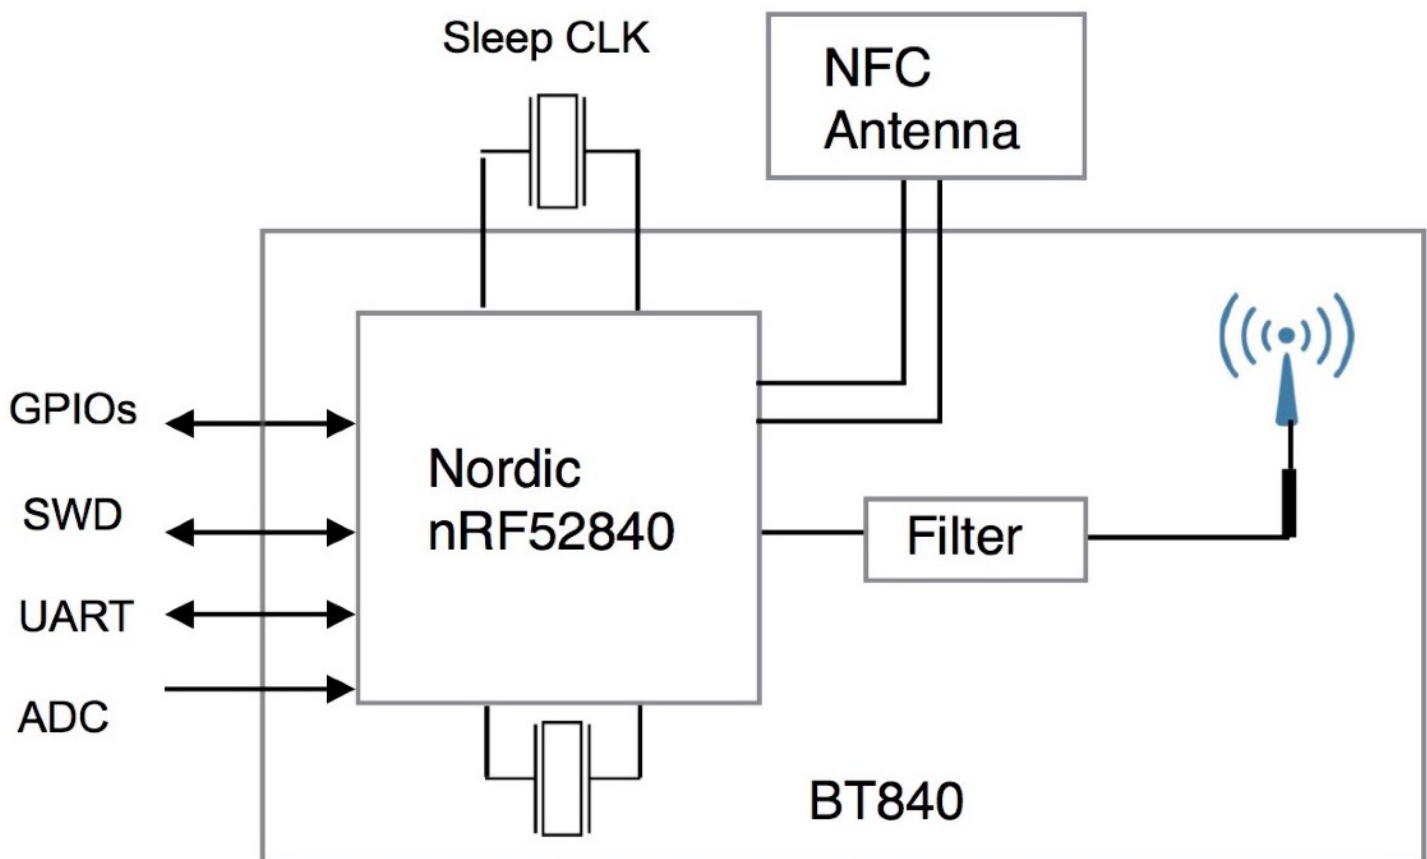 Sleep CLK
NFC
Antenna
GPIOs
SWD
UART
ADC
Nordic
nRF52840
Filter
BT840